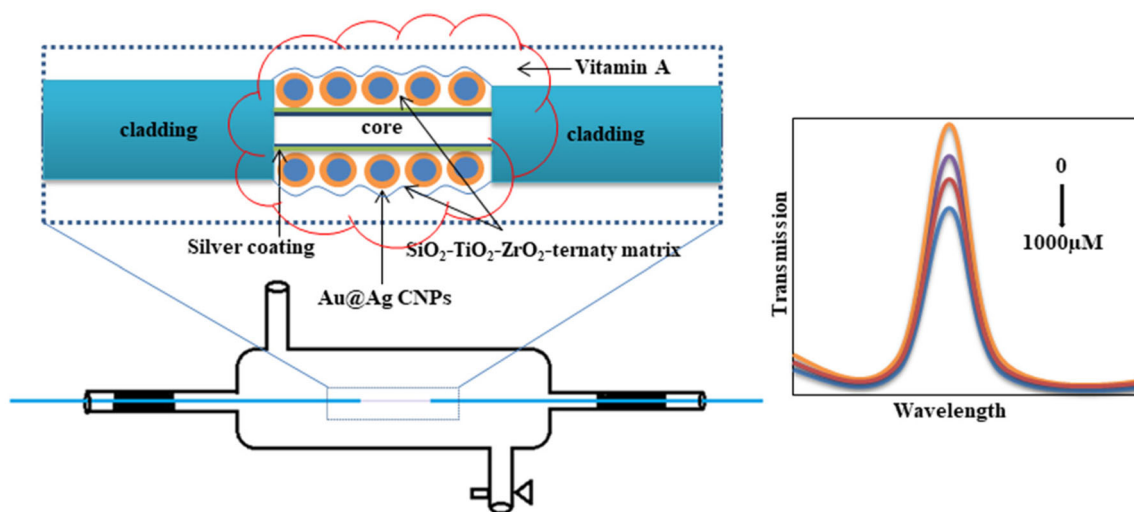 Vitamin A
cladding
core
cladding
Silver coating
SiO₂-TiO₂-ZrO₂-ternaty matrix
Au@Ag CNPs
Transmission
0
1000µM
Wavelength